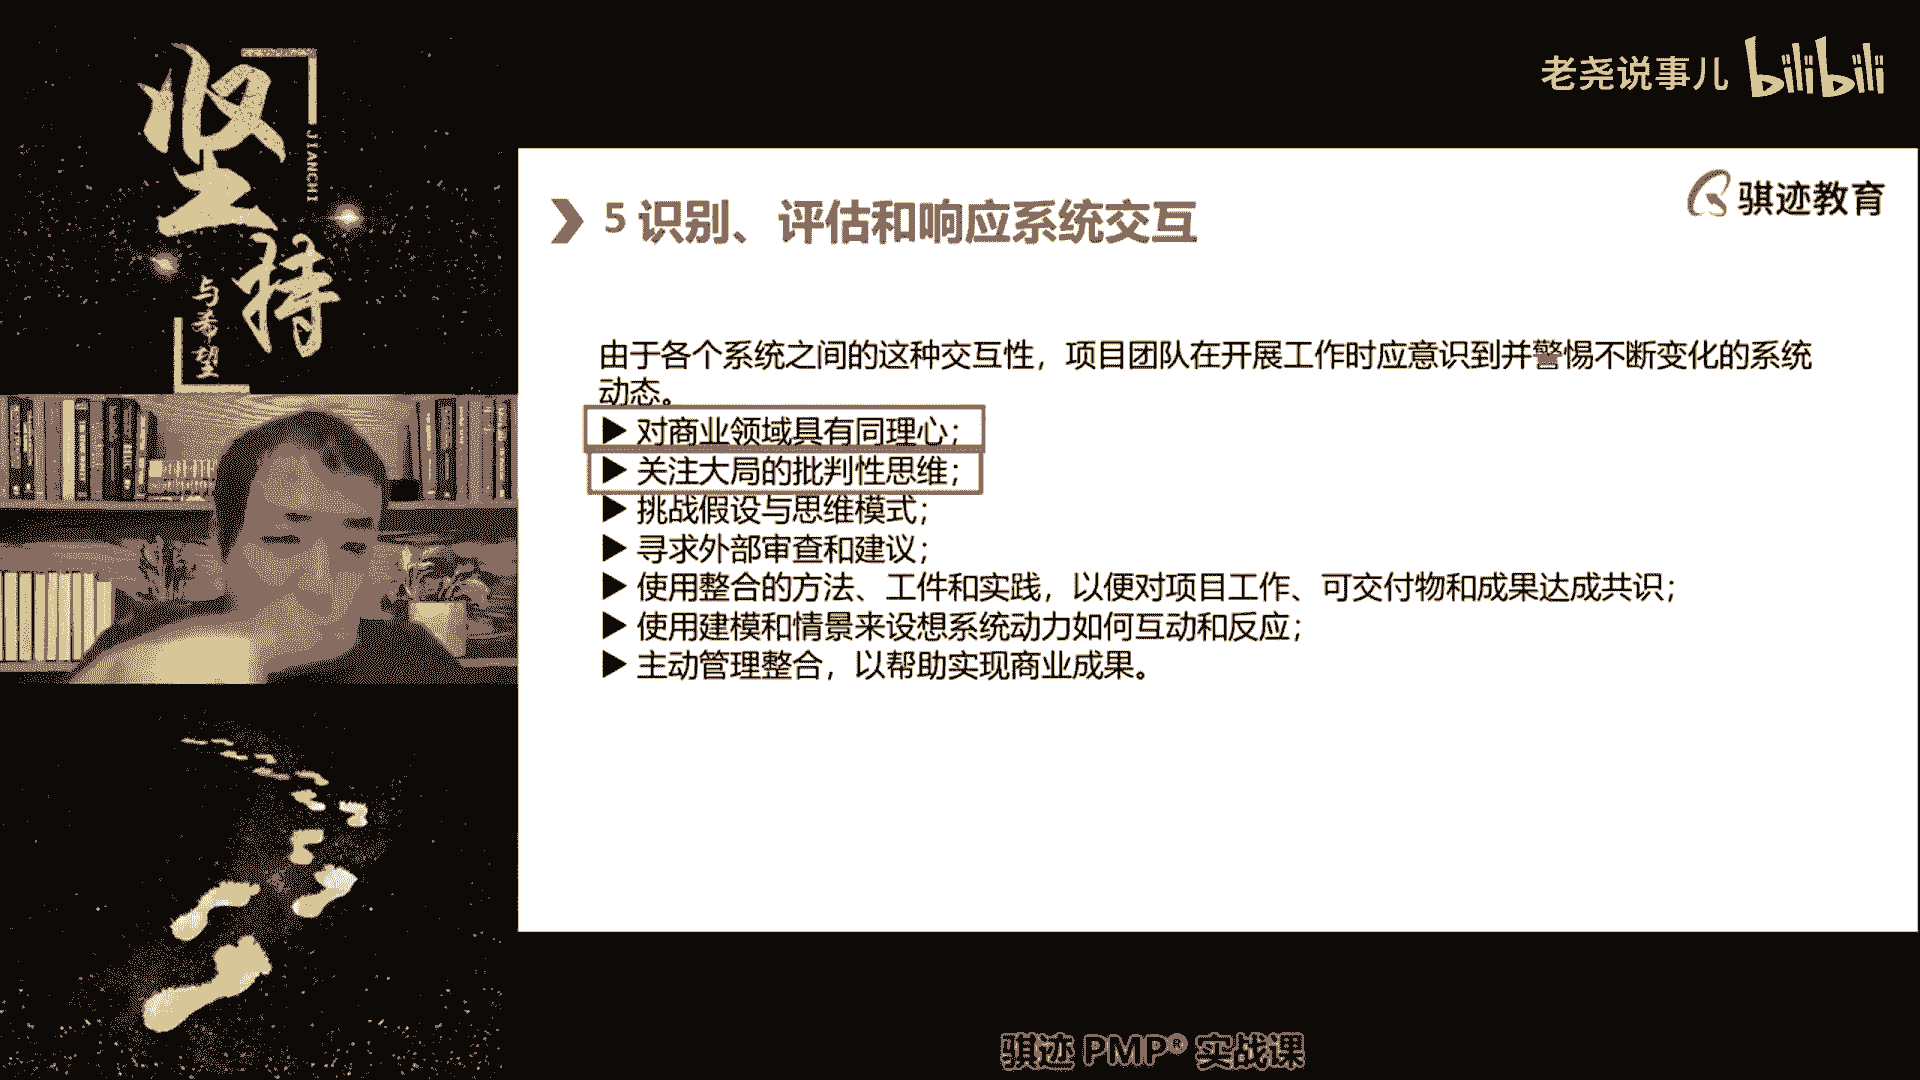 坚持
JIANCHI
与希望
老尧说事儿 bilibili
骐迹教育
5 识别、评估和响应系统交互
由于各个系统之间的这种交互性，项目团队在开展工作时应意识到并警惕不断变化的系统
动态。
▶ 对商业领域具有同理心；
▶ 关注大局的批判性思维；
▶ 挑战假设与思维模式；
▶ 寻求外部审查和建议；
▶ 使用整合的方法、工件和实践，以便对项目工作、可交付物和成果达成共识；
▶ 使用建模和情景来设想系统动力如何互动和反应；
▶ 主动管理整合，以帮助实现商业成果。
骐迹 PMP® 实战课